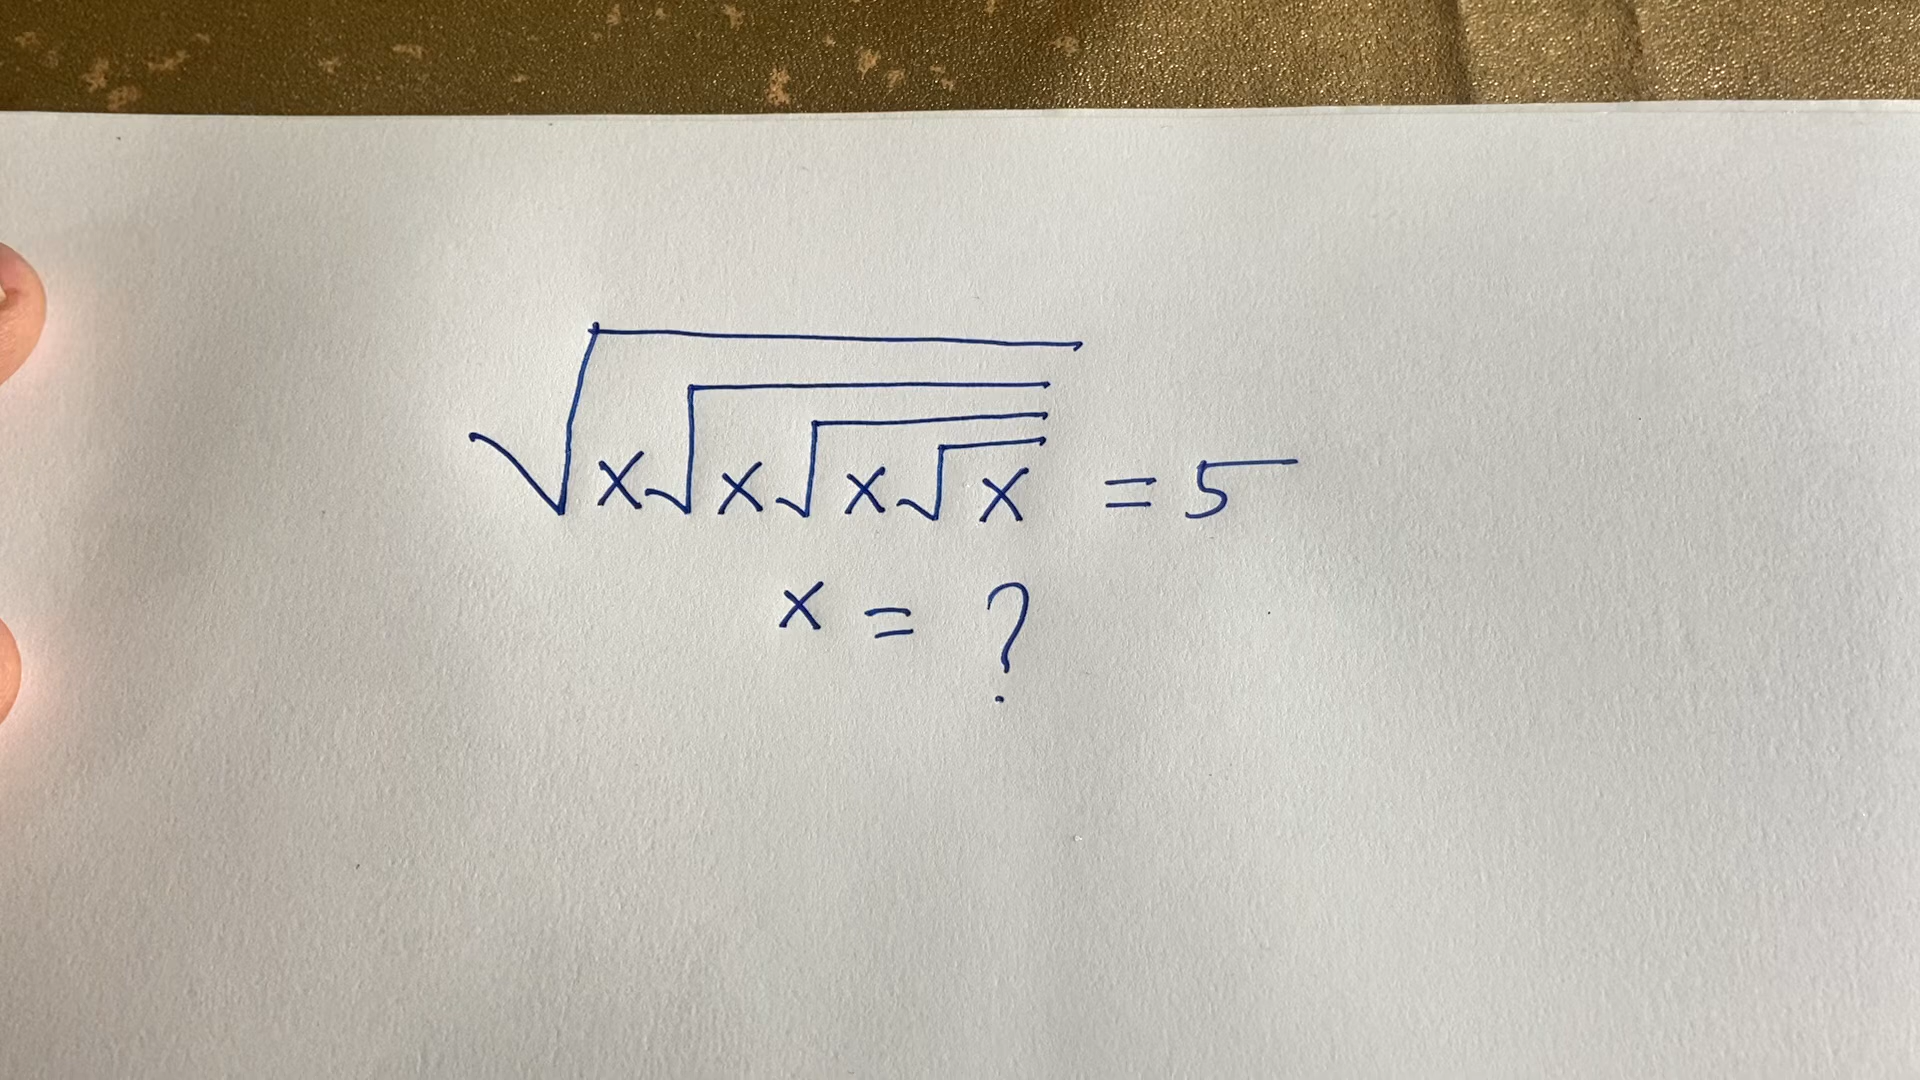 √(x√(x√(x√x))) = 5
x = ?